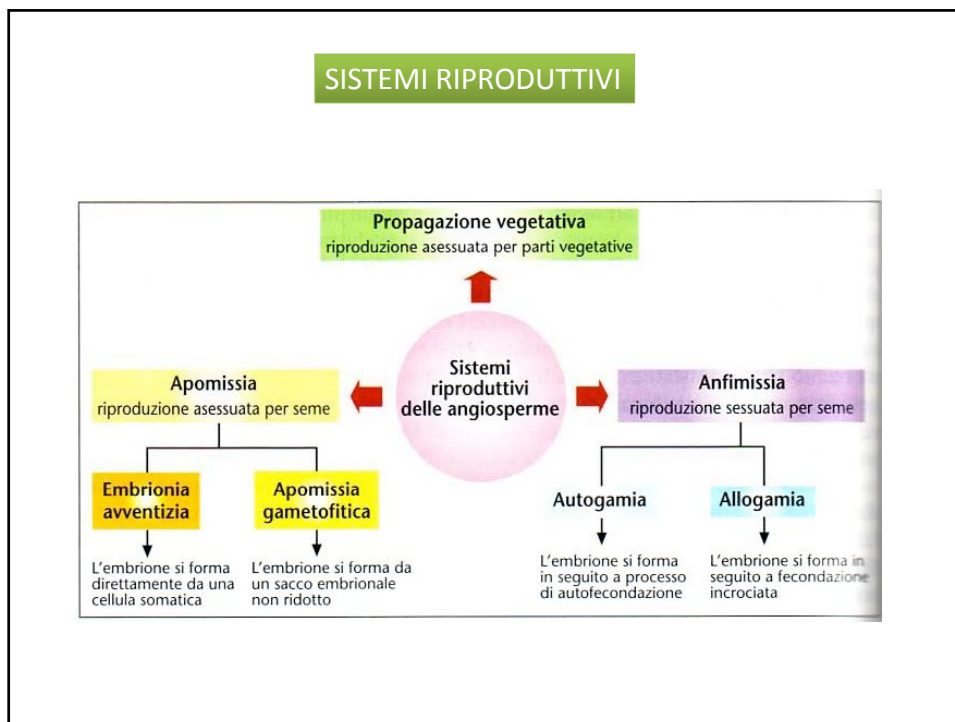 SISTEMI RIPRODUTTIVI
Propagazione vegetativa
riproduzione asessuata per parti vegetative
Sistemi
riproduttivi
delle angiosperme
Apomissia
riproduzione asessuata per seme
Anfimissia
riproduzione sessuata per seme
Embrionia
avventizia
Apomissia
gametofitica
Autogamia
Allogamia
L'embrione si forma
direttamente da una
cellula somatica
L'embrione si forma da
un sacco embrionale
non ridotto
L'embrione si forma
in seguito a processo
di autofecondazione
L'embrione si forma in
seguito a fecondazione
incrociata